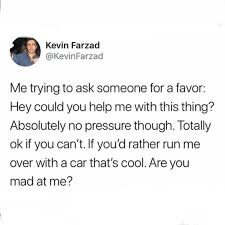 Kevin Farzad
@KevinFarzad
Me trying to ask someone for a favor:
Hey could you help me with this thing?
Absolutely no pressure though. Totally
ok if you can't. If you'd rather run me
over with a car that's cool. Are you
mad at me?